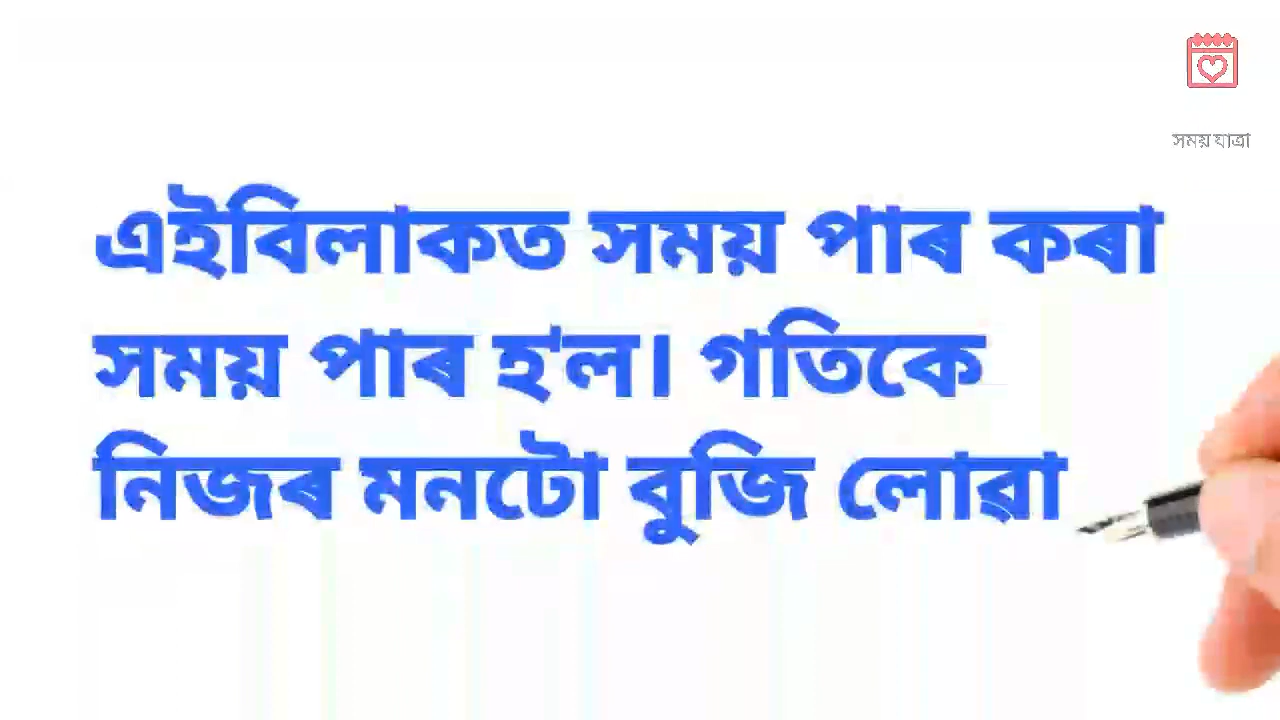 সময় যাত্ৰা
এইবিলাকত সময় পাৰ কৰা
সময় পাৰ হ'ল। গতিকে
নিজৰ মনটো বুজি লোৱা